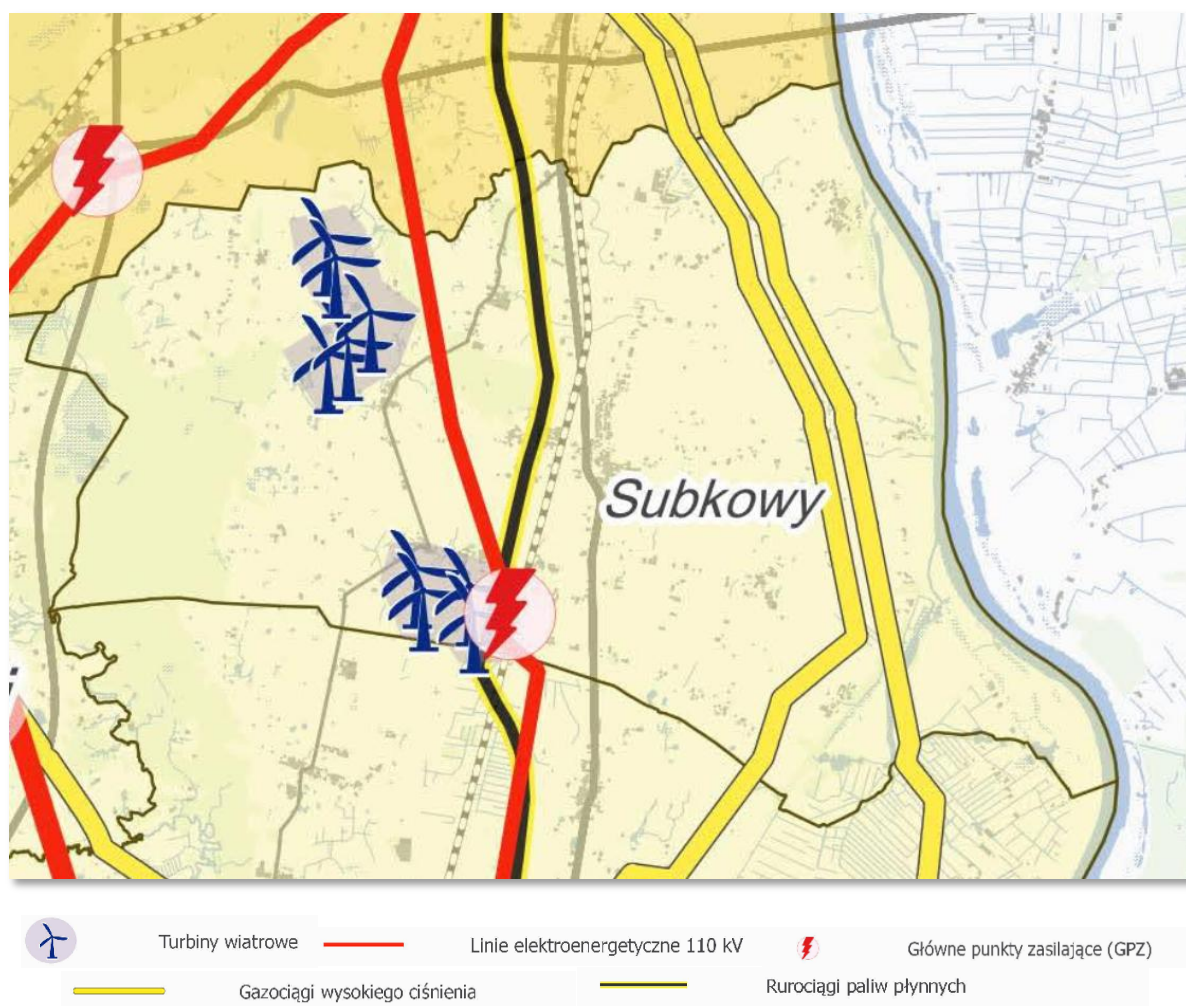 Subkowy
Turbiny wiatrowe
Linie elektroenergetyczne 110 kV
Główne punkty zasilające (GPZ)
Gazociągi wysokiego ciśnienia
Rurociągi paliw płynnych